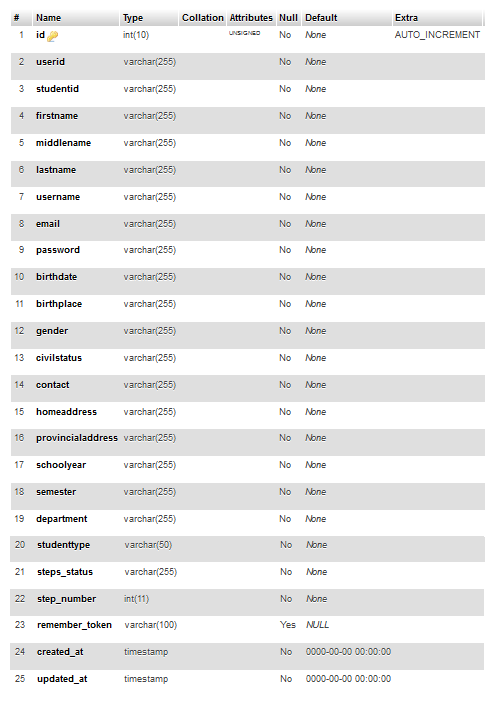 # Name Type Collation Attributes Null Default Extra
1 id int(10) UNSIGNED No None AUTO_INCREMENT
2 userid varchar(255) No None
3 studentid varchar(255) No None
4 firstname varchar(255) No None
5 middlename varchar(255) No None
6 lastname varchar(255) No None
7 username varchar(255) No None
8 email varchar(255) No None
9 password varchar(255) No None
10 birthdate varchar(255) No None
11 birthplace varchar(255) No None
12 gender varchar(255) No None
13 civilstatus varchar(255) No None
14 contact varchar(255) No None
15 homeaddress varchar(255) No None
16 provincialaddress varchar(255) No None
17 schoolyear varchar(255) No None
18 semester varchar(255) No None
19 department varchar(255) No None
20 studenttype varchar(50) No None
21 steps_status varchar(255) No None
22 step_number int(11) No None
23 remember_token varchar(100) Yes NULL
24 created_at timestamp No 0000-00-00 00:00:00
25 updated_at timestamp No 0000-00-00 00:00:00